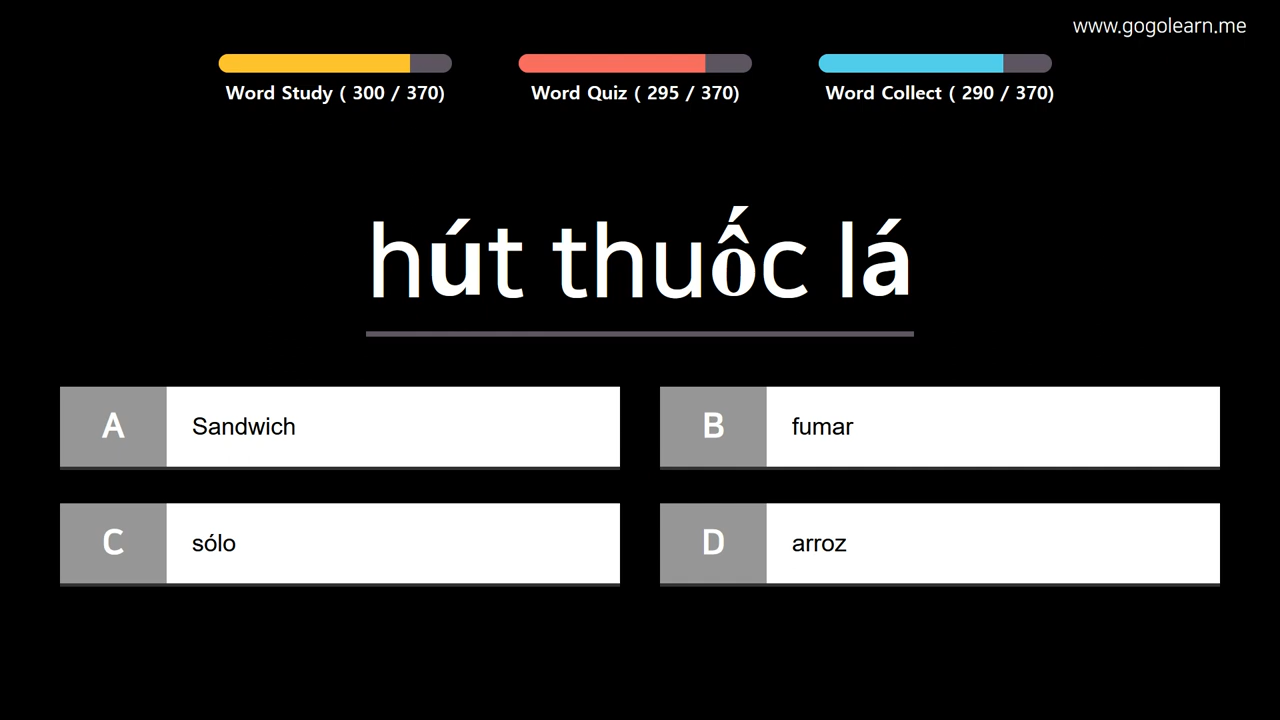 www.gogolearn.me
Word Study ( 300 / 370)
Word Quiz ( 295 / 370)
Word Collect ( 290 / 370)
hút thuốc lá
A Sandwich
B fumar
C sólo
D arroz